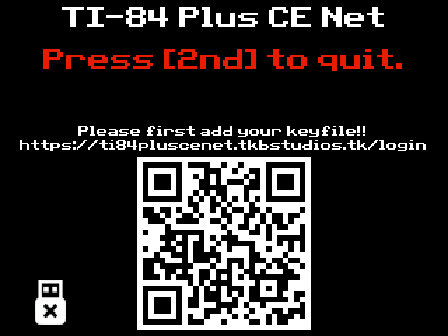 TI-84 Plus CE Net
Press [2nd] to quit.
Please first add your keyfile!!
https://ti84pluscenet.tkbstudios.tk/login